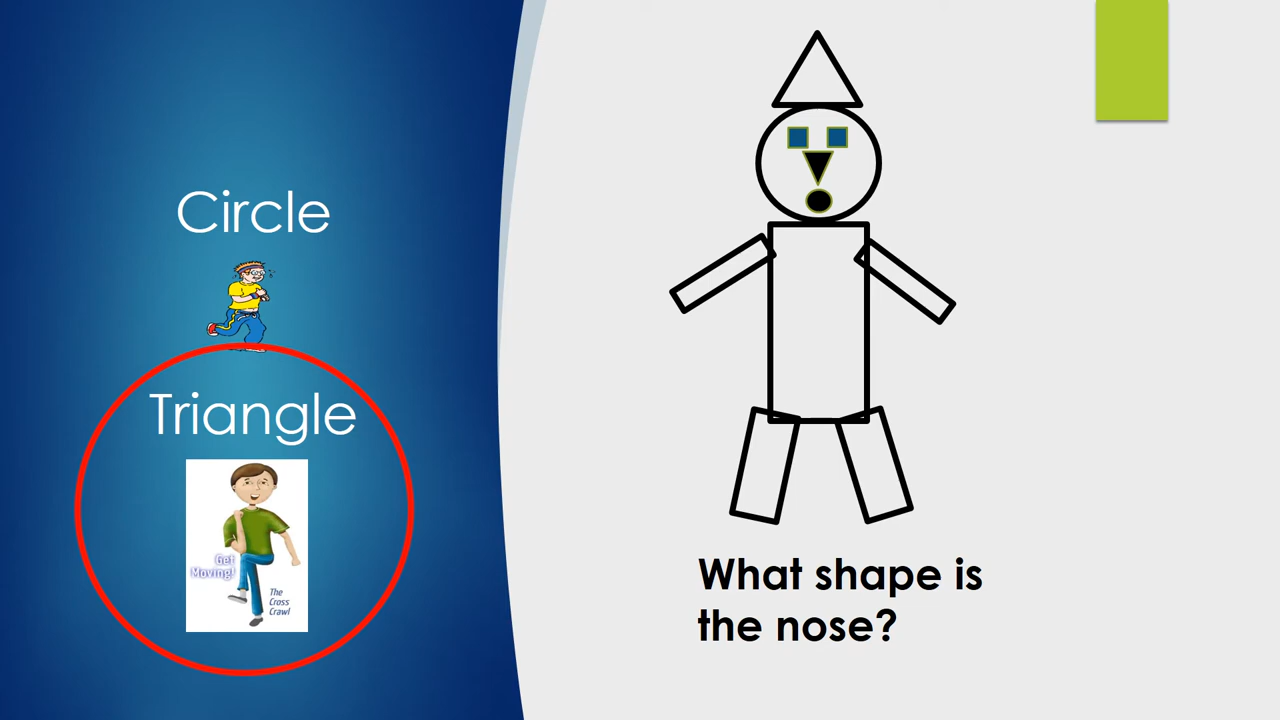 Circle
Triangle
Get
Moving!
The
Cross
Crawl
What shape is
the nose?